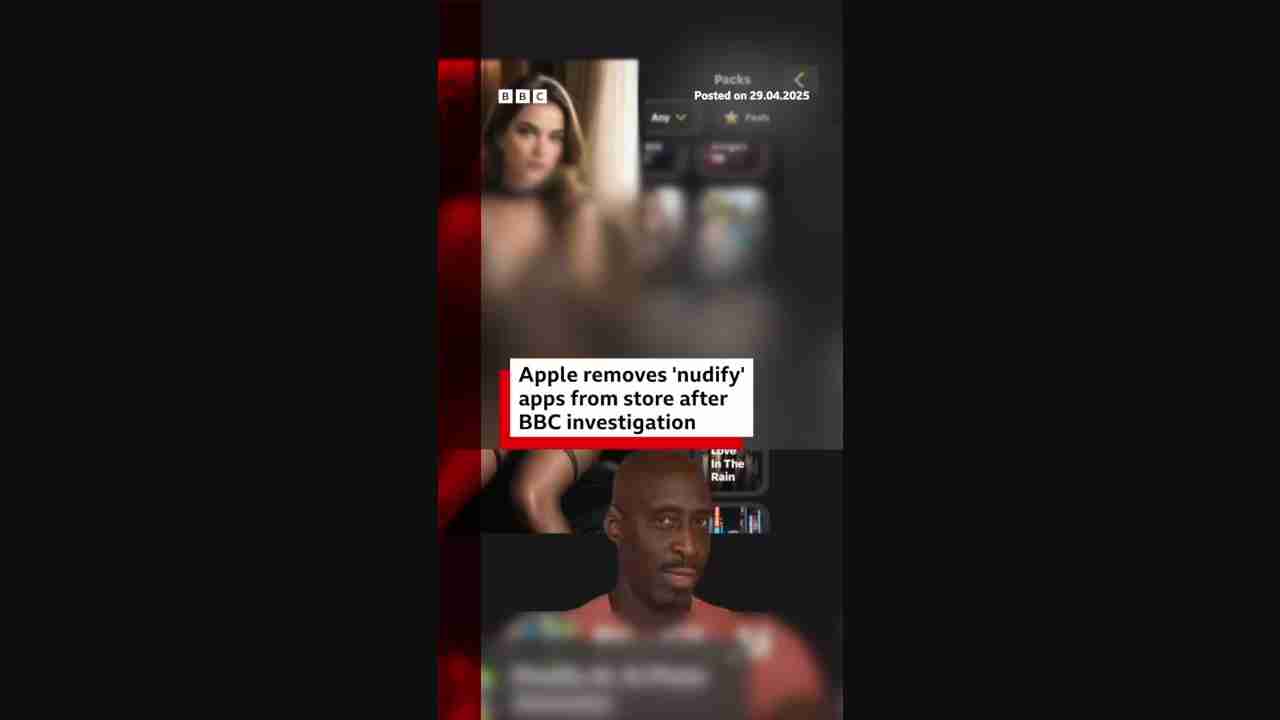 Packs
BBC
Posted on 29.04.2025
Any
Apple removes 'nudify'
apps from store after
BBC investigation
Love
In The
Rain